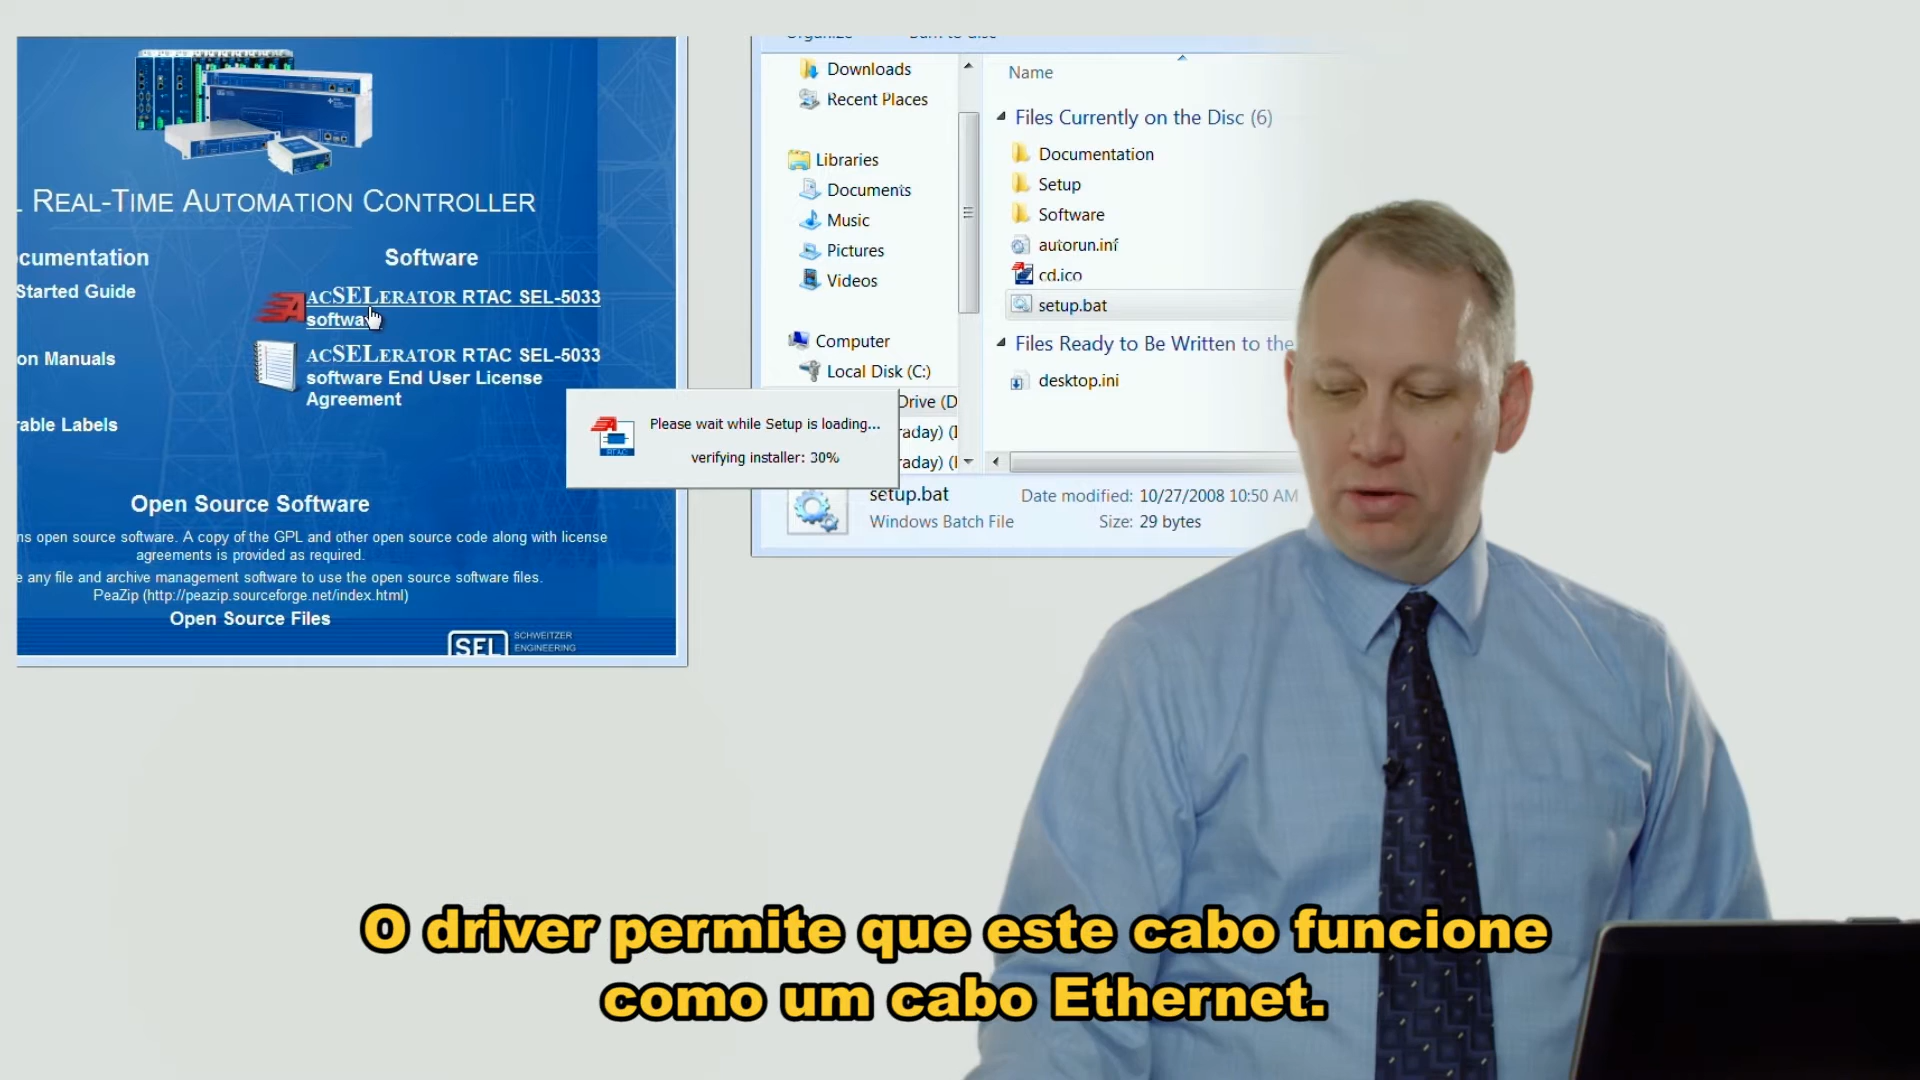 REAL-TIME AUTOMATION CONTROLLER
Software
Started Guide
ACSELERATOR RTAC SEL-5033
software
on Manuals
ACSELERATOR RTAC SEL-5033
software End User License
Agreement
Open Source Software
open source software. A copy of the GPL and other open source code along with license
agreements is provided as required.
any file and archive management software to use the open source software files.
PeaZip (http://peazip.sourceforge.net/index.html)
Open Source Files
SEL SCHWEITZER
ENGINEERING
Please wait while Setup is loading...
verifying installer: 30%
Downloads
Recent Places
Libraries
Documents
Music
Pictures
Videos
Computer
Local Disk (C:)
Drive (D
Name
Files Currently on the Disc (6)
Documentation
Setup
Software
autorun.inf
cd.ico
setup.bat
Files Ready to Be Written to the
desktop.ini
setup.bat
Date modified: 10/27/2008 10:50 AM
Windows Batch File
Size: 29 bytes
O driver permite que este cabo funcione
como um cabo Ethernet.